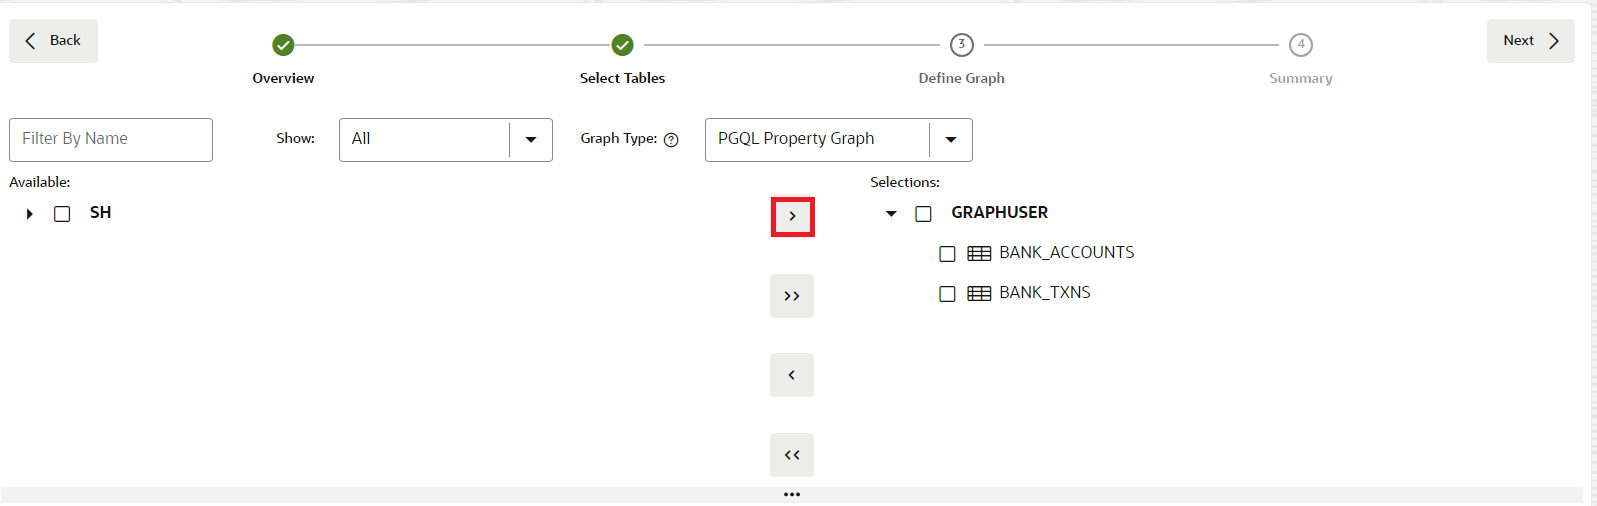 Back
Next
3
4
Overview
Select Tables
Define Graph
Summary
Filter By Name
Show:
All
Graph Type: ?
PGQL Property Graph
Available:
Selections:
SH
>
GRAPHUSER
BANK_ACCOUNTS
>>
BANK_TXNS
<
<<
•••